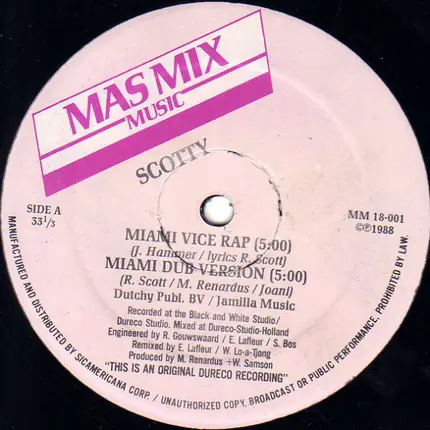 MAS MIX
MUSIC
SCOTTY
SIDE A
33 1/3
MM 18-001
©℗1988
MIAMI VICE RAP (5:00)
(J. Hammer / lyrics R. Scott)
MIAMI DUB VERSION (5:00)
(R. Scott / M. Renardus / Joani)
Dutchy Publ. BV / Jamilla Music
Recorded at the Black and White Studio/
Dureco Studio. Mixed at Dureco-Studio-Holland
Engineered by R. Gouwswaard / E. Lafleur / S. Bos
Remixed by E. Lafleur / W. Lo-a-Tjong
Produced by M. Renardus + W. Samson
"THIS IS AN ORIGINAL DURECO RECORDING"
MANUFACTURED AND DISTRIBUTED BY SICAMERICANA CORP. / UNAUTHORIZED COPY, BROADCAST OR PUBLIC PERFORMANCE, PROHIBITED BY LAW.